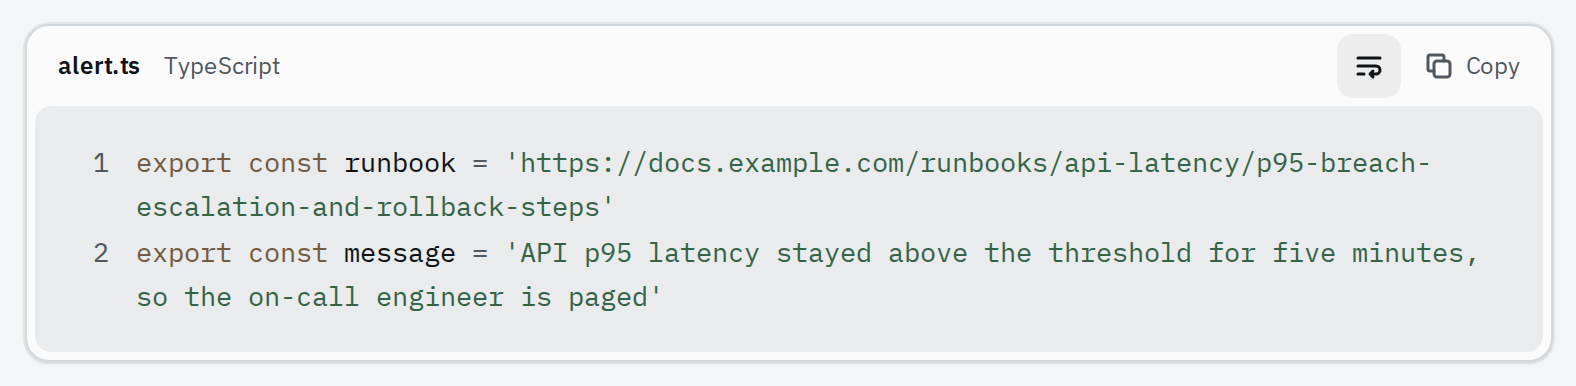 alert.ts TypeScript Copy
1 export const runbook = 'https://docs.example.com/runbooks/api-latency/p95-breach-
escalation-and-rollback-steps'
2 export const message = 'API p95 latency stayed above the threshold for five minutes,
so the on-call engineer is paged'